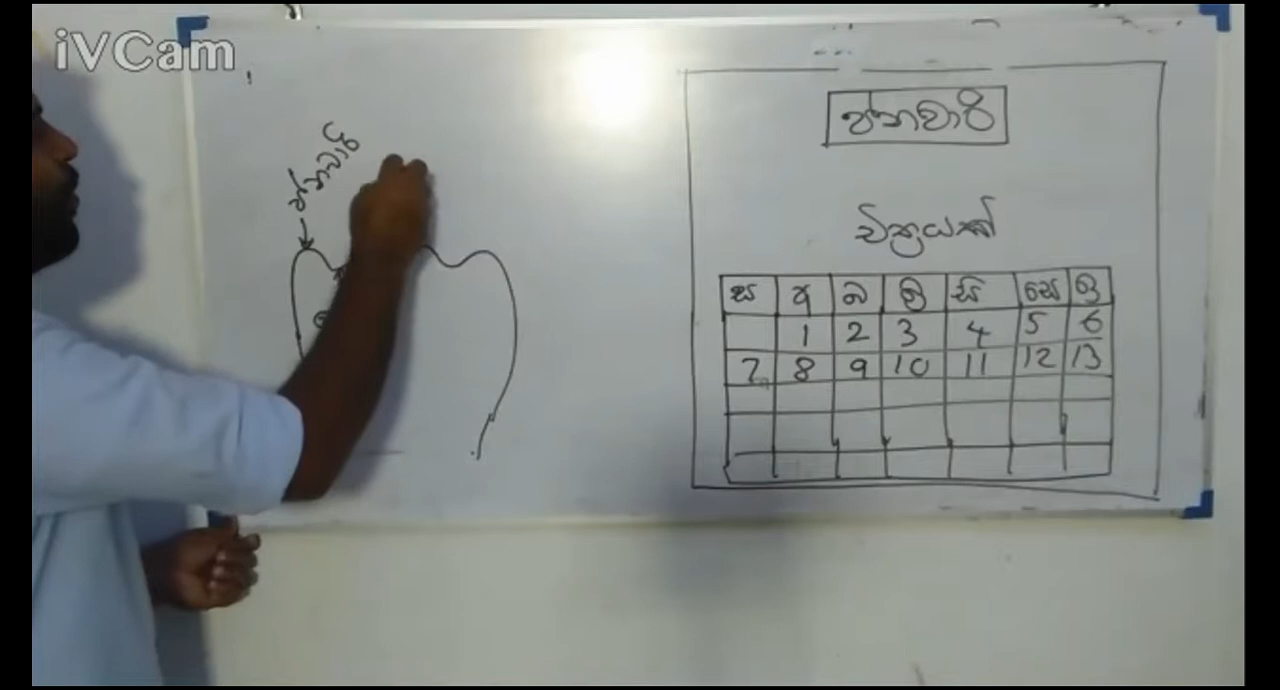 iVCam
ජනවාරි
ජනවාරි
චිත්‍රයක්
ස අ බ බ්‍ර සි සෙ ඉ
1 2 3 4 5 6
7 8 9 10 11 12 13